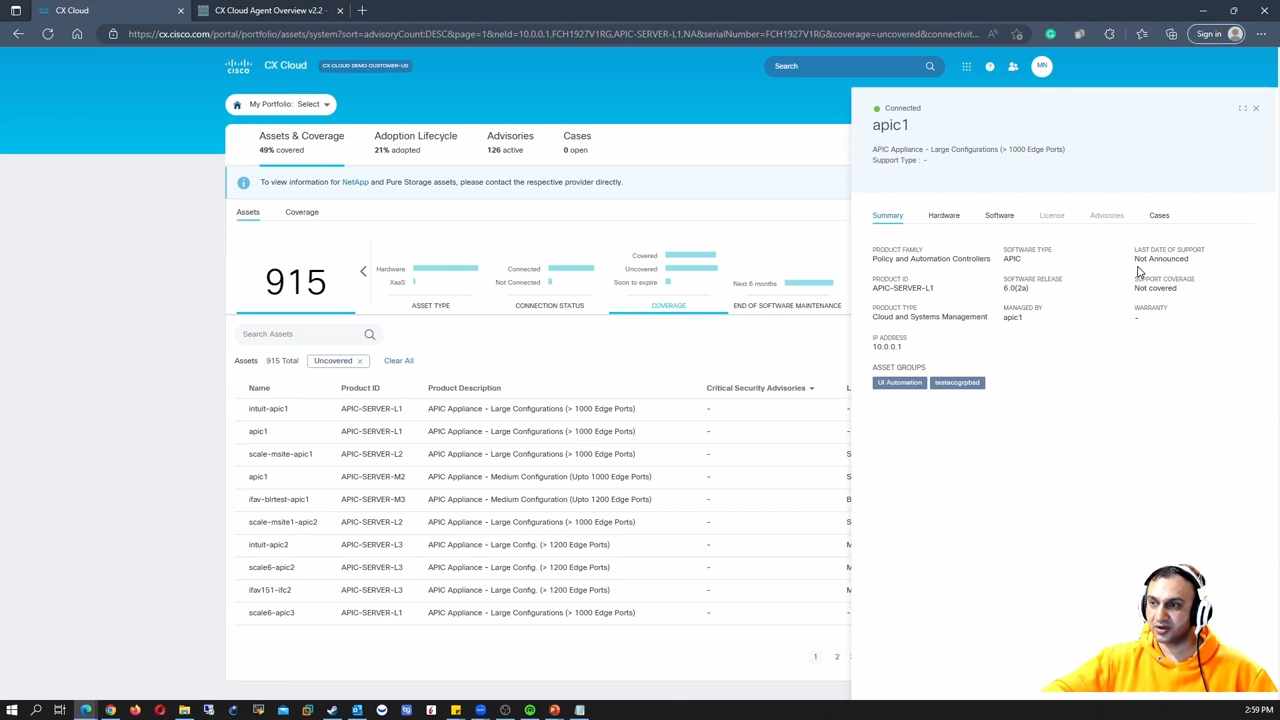 CX Cloud
CX Cloud Agent Overview v2.2 -
https://cx.cisco.com/portal/portfolio/assets/system?sort=advisoryCount:DESC&page=1&neId=10.0.0.1,FCH1927V1RG,APIC-SERVER-L1.NA&serialNumber=FCH1927V1RG&coverage=uncovered&connectivit...
Sign in
CISCO
CX Cloud
CX CLOUD DEMO CUSTOMER-US
Search
MN
My Portfolio: Select
Assets & Coverage
49% covered
Adoption Lifecycle
21% adopted
Advisories
126 active
Cases
0 open
To view information for NetApp and Pure Storage assets, please contact the respective provider directly.
Assets
Coverage
915
Hardware
XaaS
ASSET TYPE
Connected
Not Connected
CONNECTION STATUS
Covered
Uncovered
Soon to expire
COVERAGE
Next 6 months
END OF SOFTWARE MAINTENANCE
Search Assets
Assets 915 Total Uncovered Clear All
Name Product ID Product Description Critical Security Advisories L
intuit-apic1 APIC-SERVER-L1 APIC Appliance - Large Configurations (> 1000 Edge Ports) - -
apic1 APIC-SERVER-L1 APIC Appliance - Large Configurations (> 1000 Edge Ports) - -
scale-msite-apic1 APIC-SERVER-L2 APIC Appliance - Large Configurations (> 1000 Edge Ports) - S
apic1 APIC-SERVER-M2 APIC Appliance - Medium Configuration (Upto 1000 Edge Ports) - S
ifav-blrtest-apic1 APIC-SERVER-M3 APIC Appliance - Medium Configuration (Upto 1200 Edge Ports) - B
scale-msite1-apic2 APIC-SERVER-L2 APIC Appliance - Large Configurations (> 1000 Edge Ports) - S
intuit-apic2 APIC-SERVER-L3 APIC Appliance - Large Config. (> 1200 Edge Ports) - M
scale6-apic2 APIC-SERVER-L3 APIC Appliance - Large Config. (> 1200 Edge Ports) - M
ifav151-ifc2 APIC-SERVER-L3 APIC Appliance - Large Config. (> 1200 Edge Ports) - M
scale6-apic3 APIC-SERVER-L1 APIC Appliance - Large Configurations (> 1000 Edge Ports) - -
1 2
Connected
apic1
APIC Appliance - Large Configurations (> 1000 Edge Ports)
Support Type : -
Summary Hardware Software License Advisories Cases
PRODUCT FAMILY
Policy and Automation Controllers
SOFTWARE TYPE
APIC
LAST DATE OF SUPPORT
Not Announced
PRODUCT ID
APIC-SERVER-L1
SOFTWARE RELEASE
6.0(2a)
SUPPORT COVERAGE
Not covered
PRODUCT TYPE
Cloud and Systems Management
MANAGED BY
apic1
WARRANTY
-
IP ADDRESS
10.0.0.1
ASSET GROUPS
UI Automation testaccgrpbsd
2:59 PM